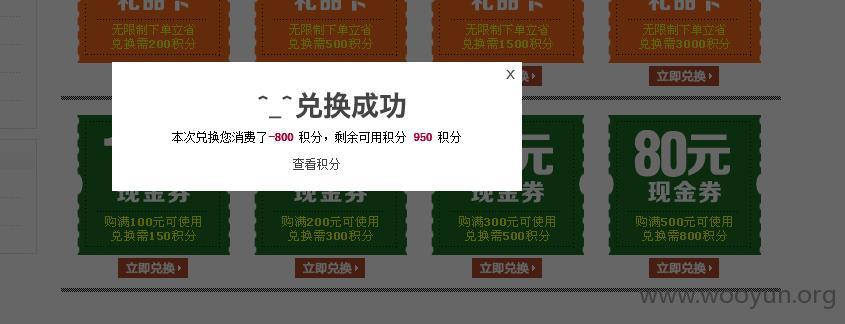 礼品卡 礼品卡 礼品卡 礼品卡
无限制下单立省 无限制下单立省 无限制下单立省 无限制下单立省
兑换需200积分 兑换需500积分 兑换需1500积分 兑换需3000积分
换 立即兑换
X
^_^兑换成功
本次兑换您消费了-800 积分，剩余可用积分 950 积分
查看积分
元 80元
现金券 现金券 现金券 现金券
购满100元可使用 购满200元可使用 购满300元可使用 购满500元可使用
兑换需150积分 兑换需300积分 兑换需500积分 兑换需800积分
立即兑换 立即兑换 立即兑换 立即兑换
www.wooyun.org